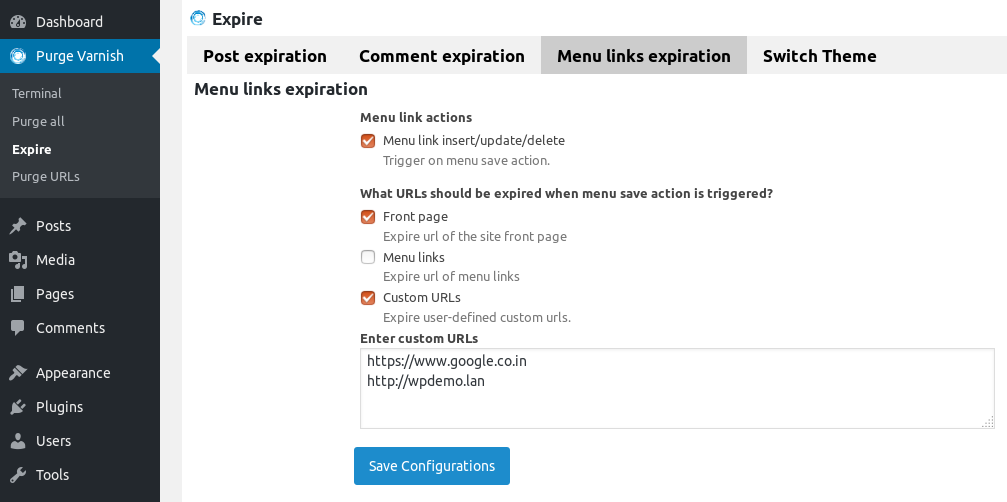 Dashboard
Purge Varnish
Terminal
Purge all
Expire
Purge URLs
Posts
Media
Pages
Comments
Appearance
Plugins
Users
Tools
Expire
Post expiration Comment expiration Menu links expiration Switch Theme
Menu links expiration
Menu link actions
Menu link insert/update/delete
Trigger on menu save action.
What URLs should be expired when menu save action is triggered?
Front page
Expire url of the site front page
Menu links
Expire url of menu links
Custom URLs
Expire user-defined custom urls.
Enter custom URLs
https://www.google.co.in
http://wpdemo.lan
Save Configurations